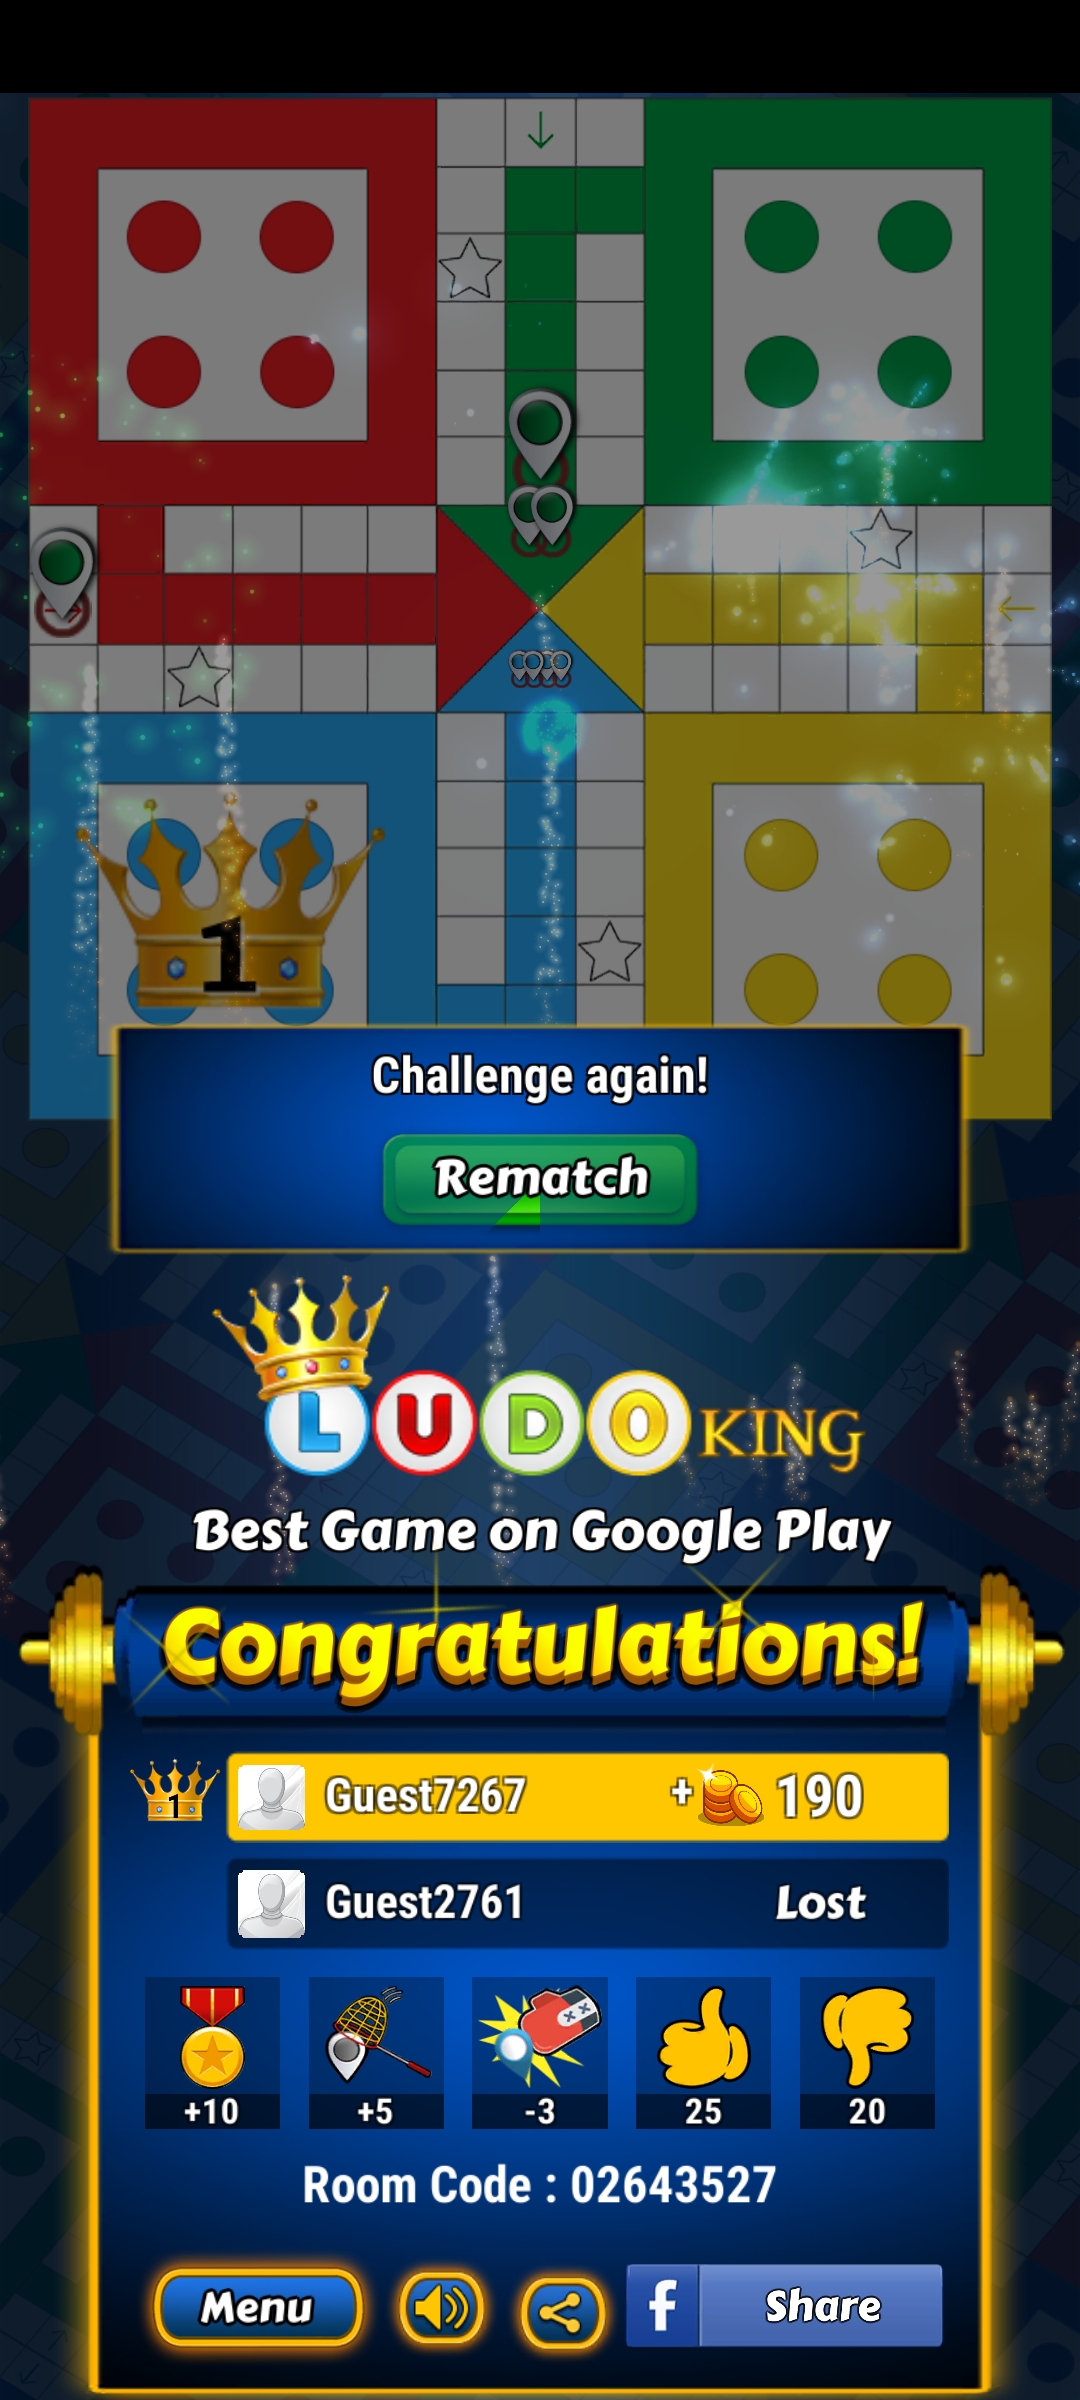 1
Challenge again!
Rematch
LUDO KING
Best Game on Google Play
Congratulations!
1 Guest7267 + 190
Guest2761 Lost
+10 +5 -3 25 20
Room Code : 02643527
Menu f Share